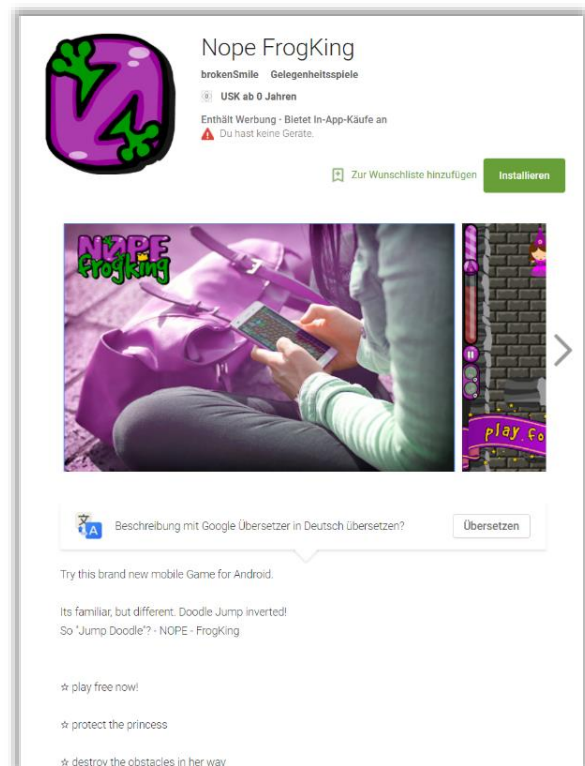 Nope FrogKing
brokenSmile Gelegenheitsspiele
USK ab 0 Jahren
Enthält Werbung · Bietet In-App-Käufe an
Du hast keine Geräte.
Zur Wunschliste hinzufügen Installieren
NOPE
FrogKing
play fo
Beschreibung mit Google Übersetzer in Deutsch übersetzen? Übersetzen
Try this brand new mobile Game for Android.
Its familiar, but different. Doodle Jump inverted!
So "Jump Doodle"? - NOPE - FrogKing
☆ play free now!
☆ protect the princess
☆ destroy the obstacles in her way